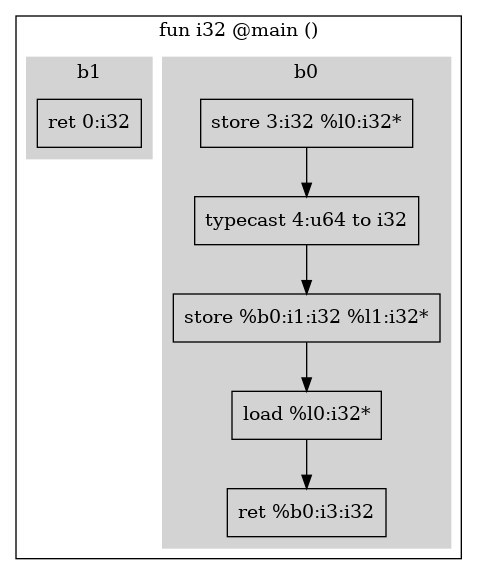 fun i32 @main ()
b1
ret 0:i32
b0
store 3:i32 %l0:i32*
typecast 4:u64 to i32
store %b0:i1:i32 %l1:i32*
load %l0:i32*
ret %b0:i3:i32